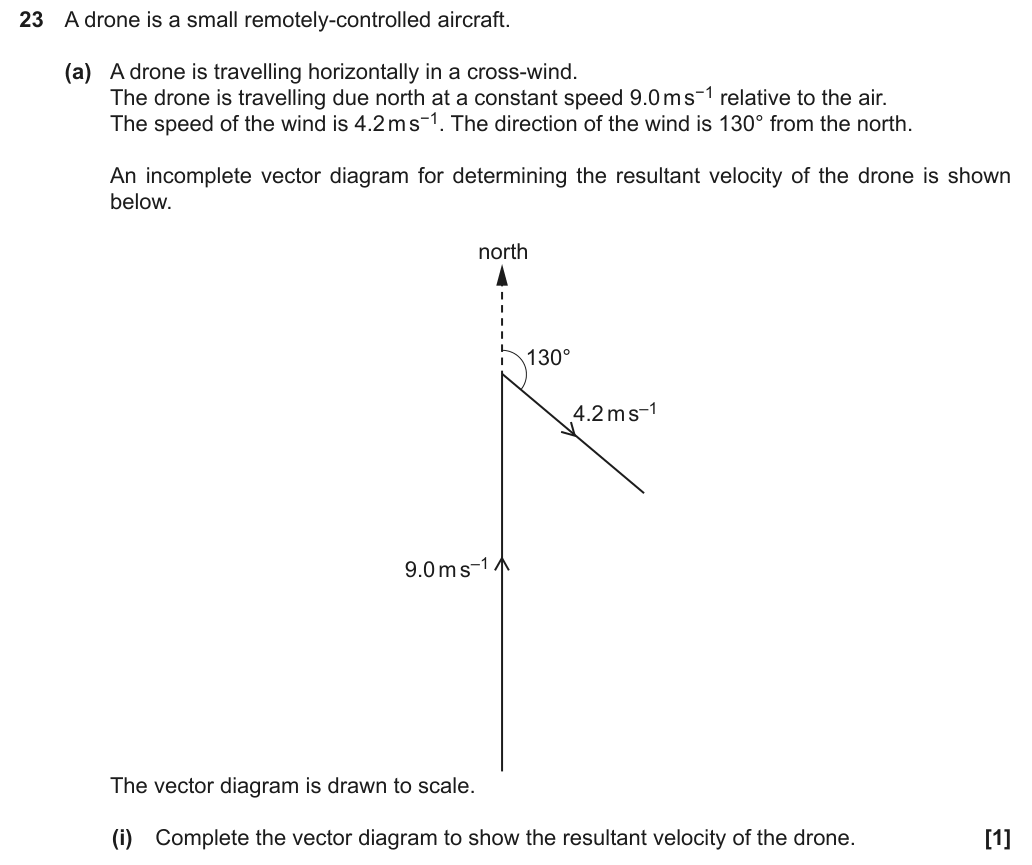 23 A drone is a small remotely-controlled aircraft.
(a) A drone is travelling horizontally in a cross-wind.
The drone is travelling due north at a constant speed 9.0 m s⁻¹ relative to the air.
The speed of the wind is 4.2 m s⁻¹. The direction of the wind is 130° from the north.
An incomplete vector diagram for determining the resultant velocity of the drone is shown
below.
north
130°
4.2 m s⁻¹
9.0 m s⁻¹
The vector diagram is drawn to scale.
(i) Complete the vector diagram to show the resultant velocity of the drone. [1]